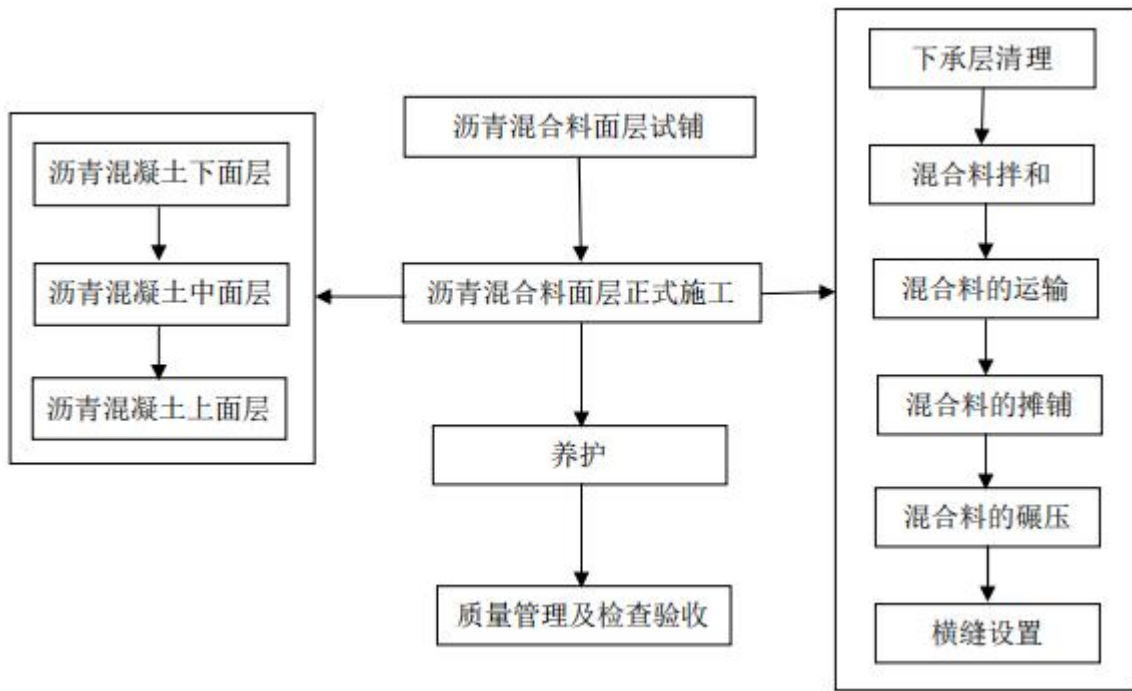 沥青混凝土下面层
沥青混凝土中面层
沥青混凝土上面层
沥青混合料面层试铺
沥青混合料面层正式施工
养护
质量管理及检查验收
下承层清理
混合料拌和
混合料的运输
混合料的摊铺
混合料的碾压
横缝设置